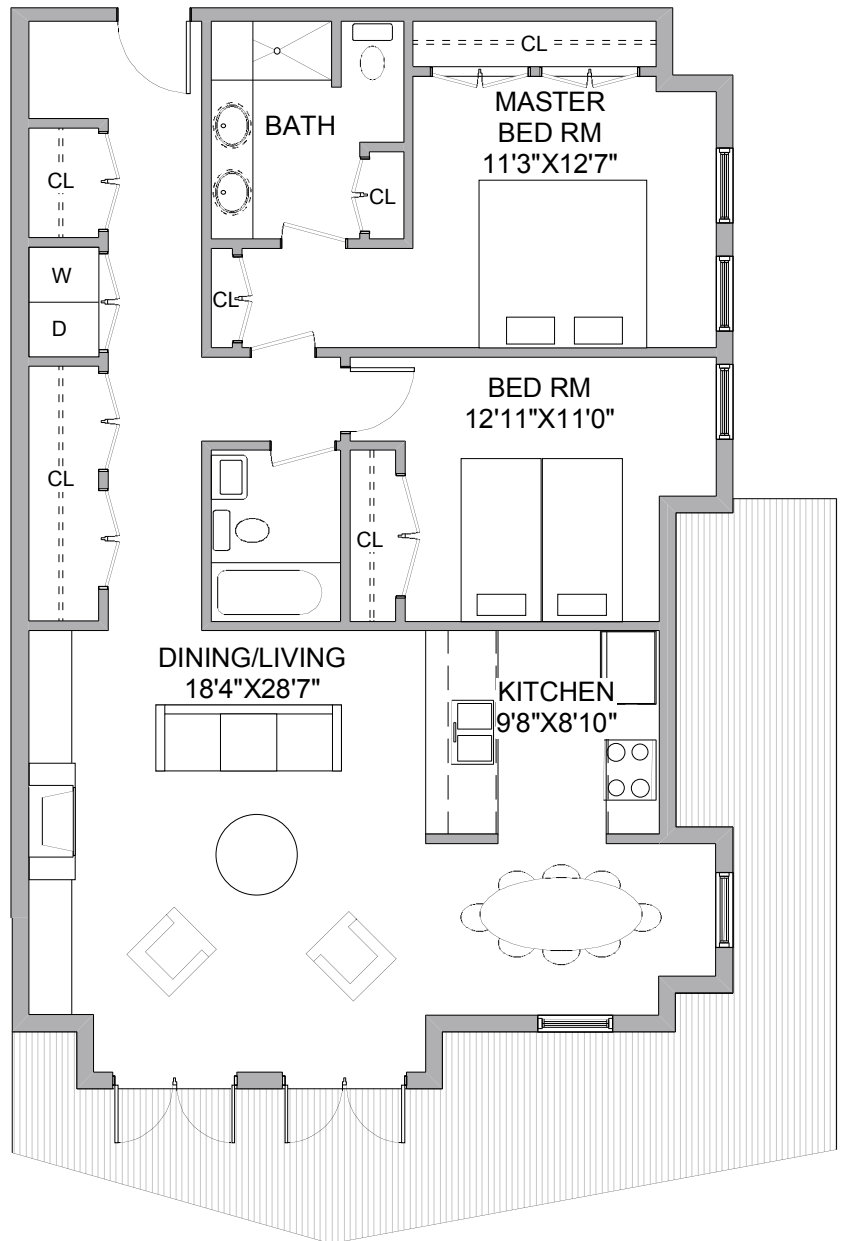 CL
MASTER
BED RM
11'3"X12'7"
BATH
CL
CL
W
CL
D
BED RM
12'11"X11'0"
CL
CL
DINING/LIVING
18'4"X28'7"
KITCHEN
9'8"X8'10"